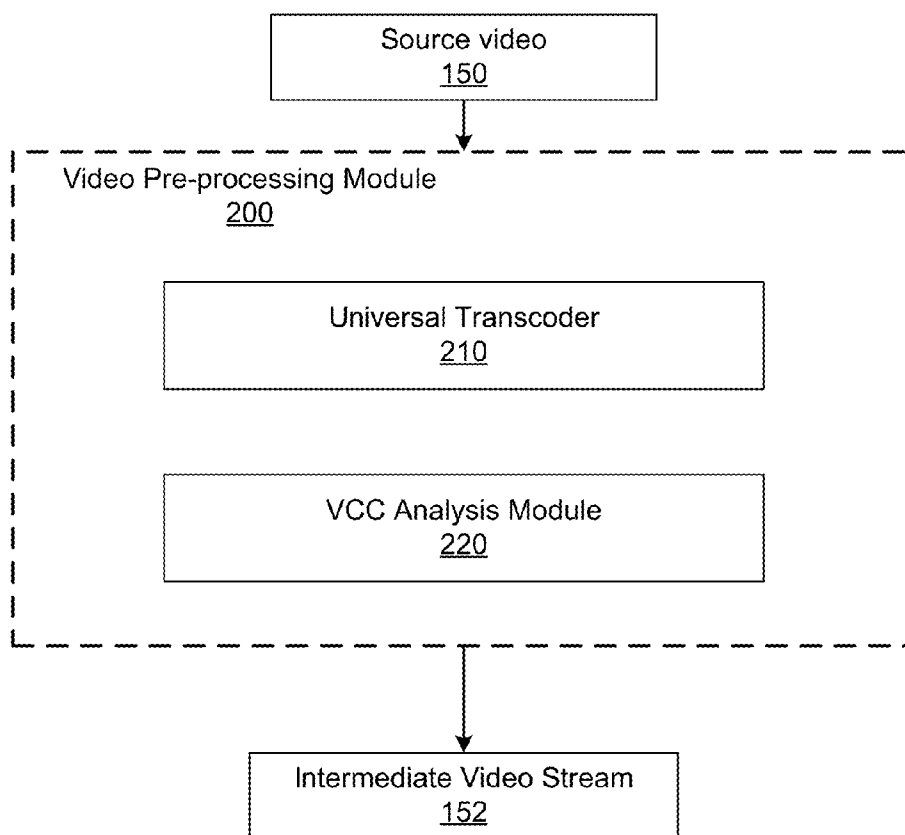 Source video
150
Video Pre-processing Module
200
Universal Transcoder
210
VCC Analysis Module
220
Intermediate Video Stream
152